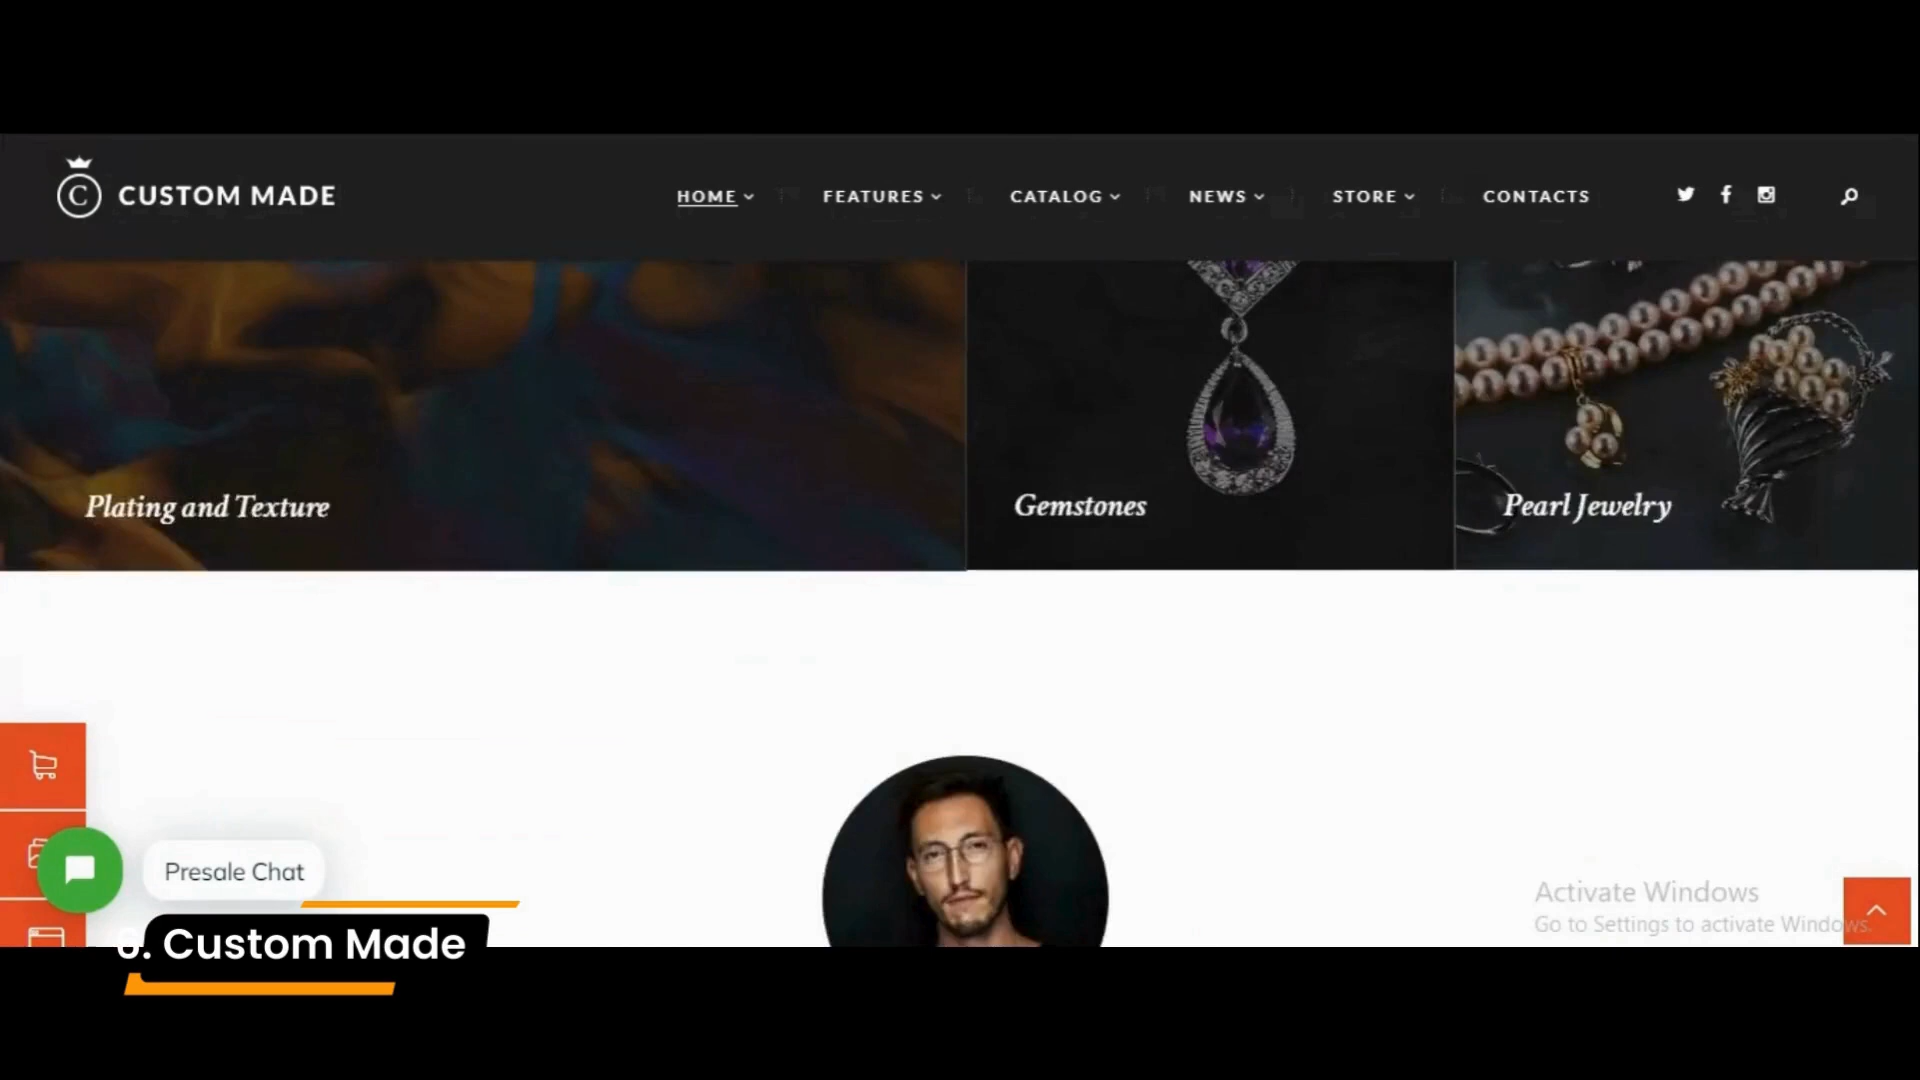 C CUSTOM MADE
HOME FEATURES CATALOG NEWS STORE CONTACTS
Plating and Texture
Gemstones
Pearl Jewelry
Presale Chat
Activate Windows
Go to Settings to activate Windows.
6. Custom Made